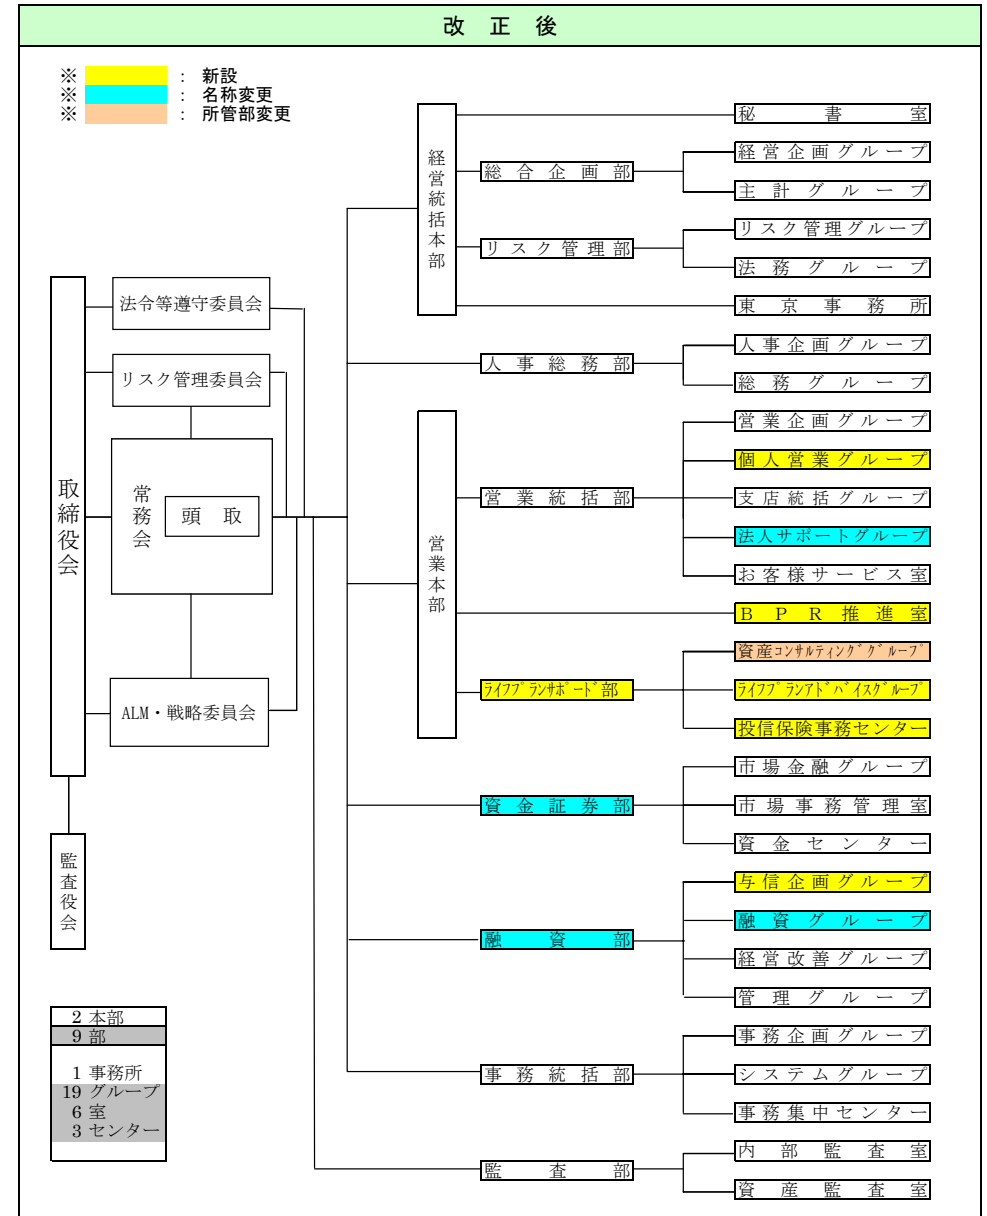 改正後
※ : 新設
※ : 名称変更
※ : 所管部変更
取締役会
監査役会
法令等遵守委員会
リスク管理委員会
常務会
頭取
ALM・戦略委員会
経営統括本部
秘書室
総合企画部
経営企画グループ
主計グループ
リスク管理部
リスク管理グループ
法務グループ
東京事務所
人事総務部
人事企画グループ
総務グループ
営業本部
営業統括部
営業企画グループ
個人営業グループ
支店統括グループ
法人サポートグループ
お客様サービス室
BPR推進室
ライフプランサポート部
資産コンサルティンググループ
ライフプランアドバイスグループ
投信保険事務センター
資金証券部
市場金融グループ
市場事務管理室
資金センター
融資部
与信企画グループ
融資グループ
経営改善グループ
管理グループ
事務統括部
事務企画グループ
システムグループ
事務集中センター
監査部
内部監査室
資産監査室
2 本部
9 部
1 事務所
19 グループ
6 室
3 センター